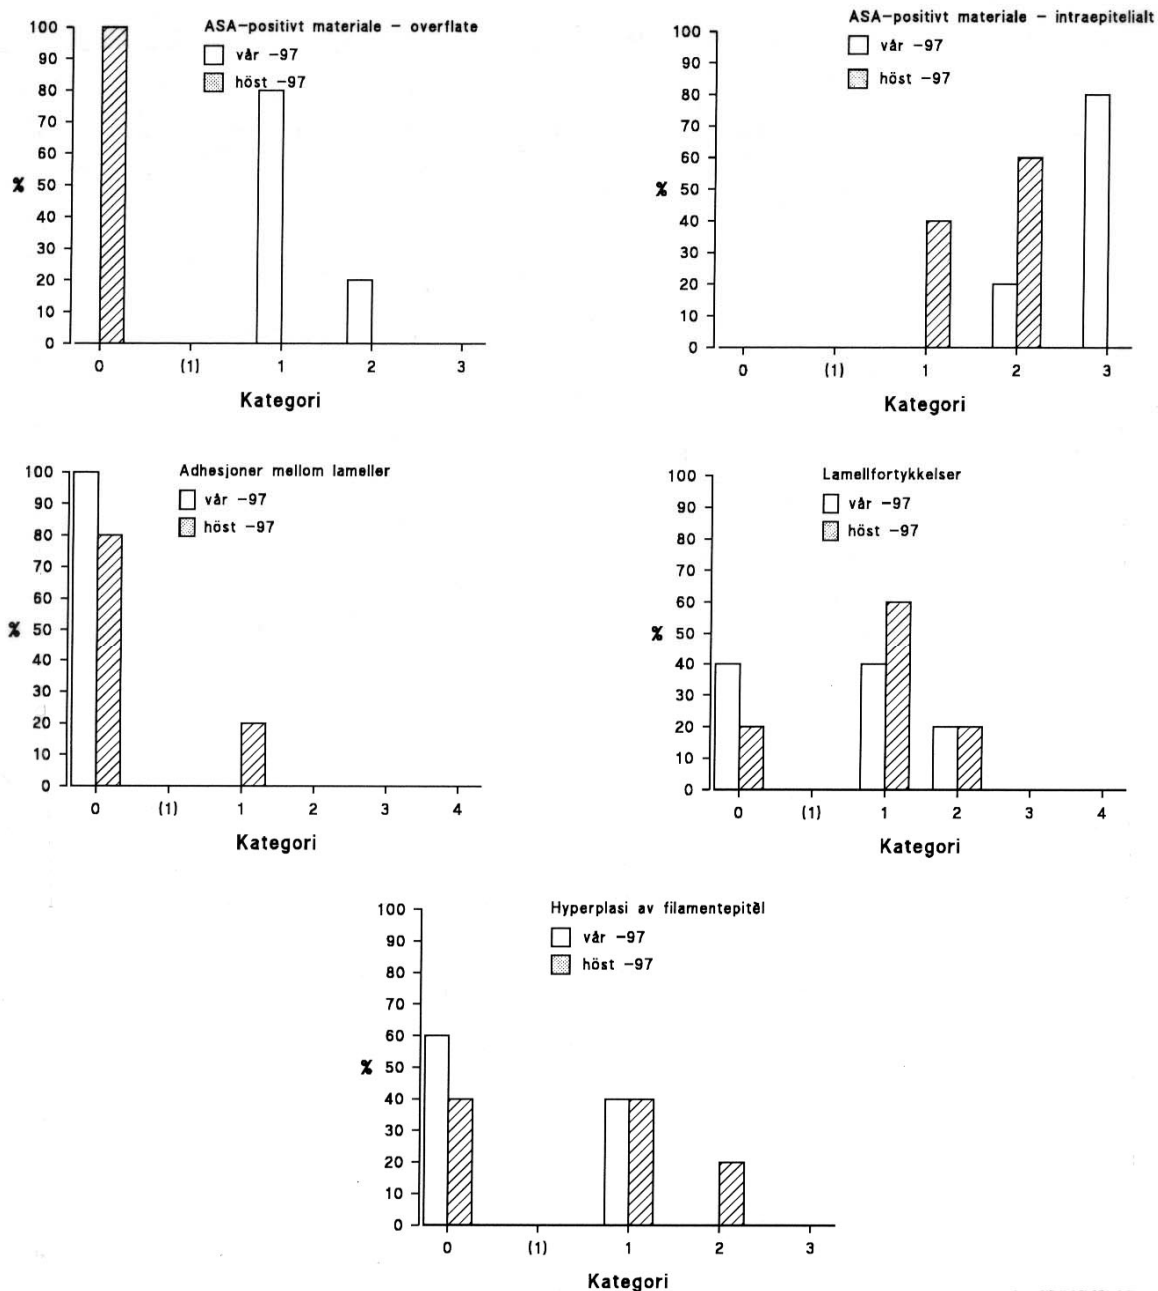 ASA-positivt materiale - overflate
vår -97
höst -97
100
90
80
70
60
50
40
30
20
10
0
%
0 (1) 1 2 3
Kategori
ASA-positivt materiale - intraepitelialt
vår -97
höst -97
100
90
80
70
60
50
40
30
20
10
0
%
0 (1) 1 2 3
Kategori
Adhesjoner mellom lameller
vår -97
höst -97
100
90
80
70
60
50
40
30
20
10
0
%
0 (1) 1 2 3 4
Kategori
Lamellfortykkelser
vår -97
höst -97
100
90
80
70
60
50
40
30
20
10
0
%
0 (1) 1 2 3 4
Kategori
Hyperplasi av filamentepitèl
vår -97
höst -97
100
90
80
70
60
50
40
30
20
10
0
%
0 (1) 1 2 3
Kategori